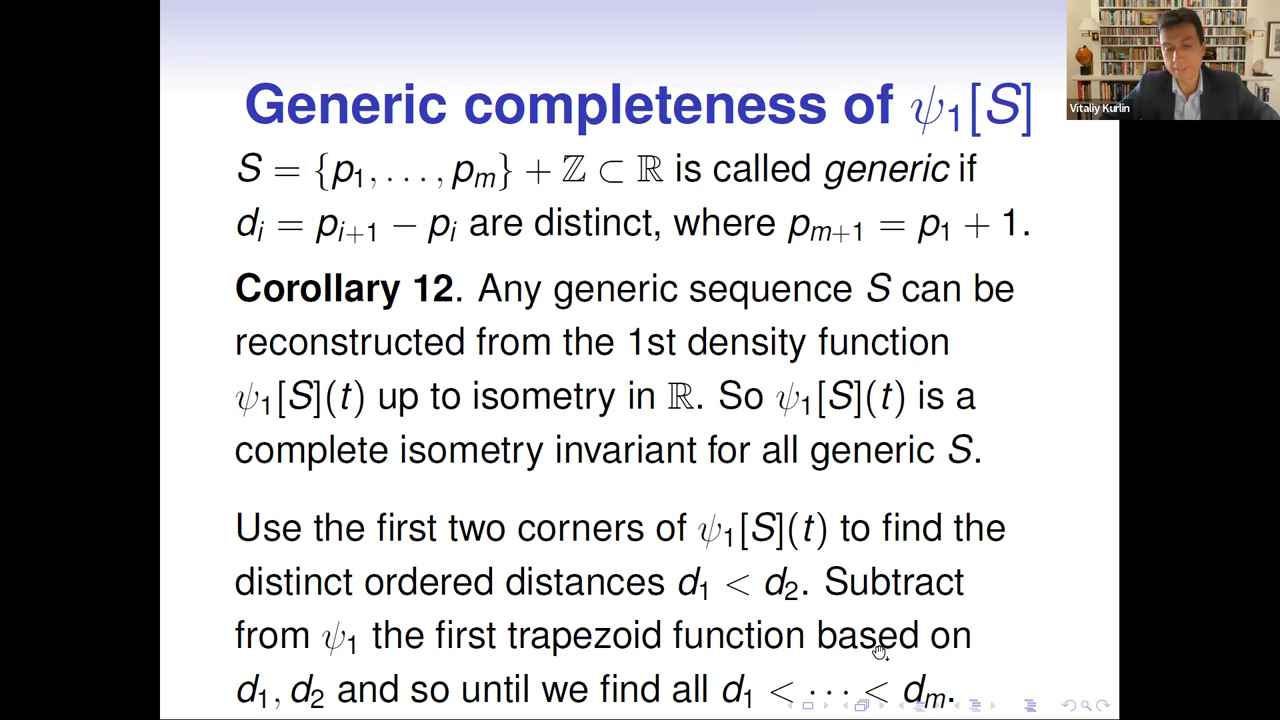 Generic completeness of ψ₁[S]
S = {p₁, . . . , pₘ} + ℤ ⊂ ℝ is called generic if
dᵢ = pᵢ₊₁ − pᵢ are distinct, where pₘ₊₁ = p₁ + 1.
Corollary 12. Any generic sequence S can be
reconstructed from the 1st density function
ψ₁[S](t) up to isometry in ℝ. So ψ₁[S](t) is a
complete isometry invariant for all generic S.
Use the first two corners of ψ₁[S](t) to find the
distinct ordered distances d₁ < d₂. Subtract
from ψ₁ the first trapezoid function based on
d₁, d₂ and so until we find all d₁ < · · · < dₘ.
Vitaliy Kurlin